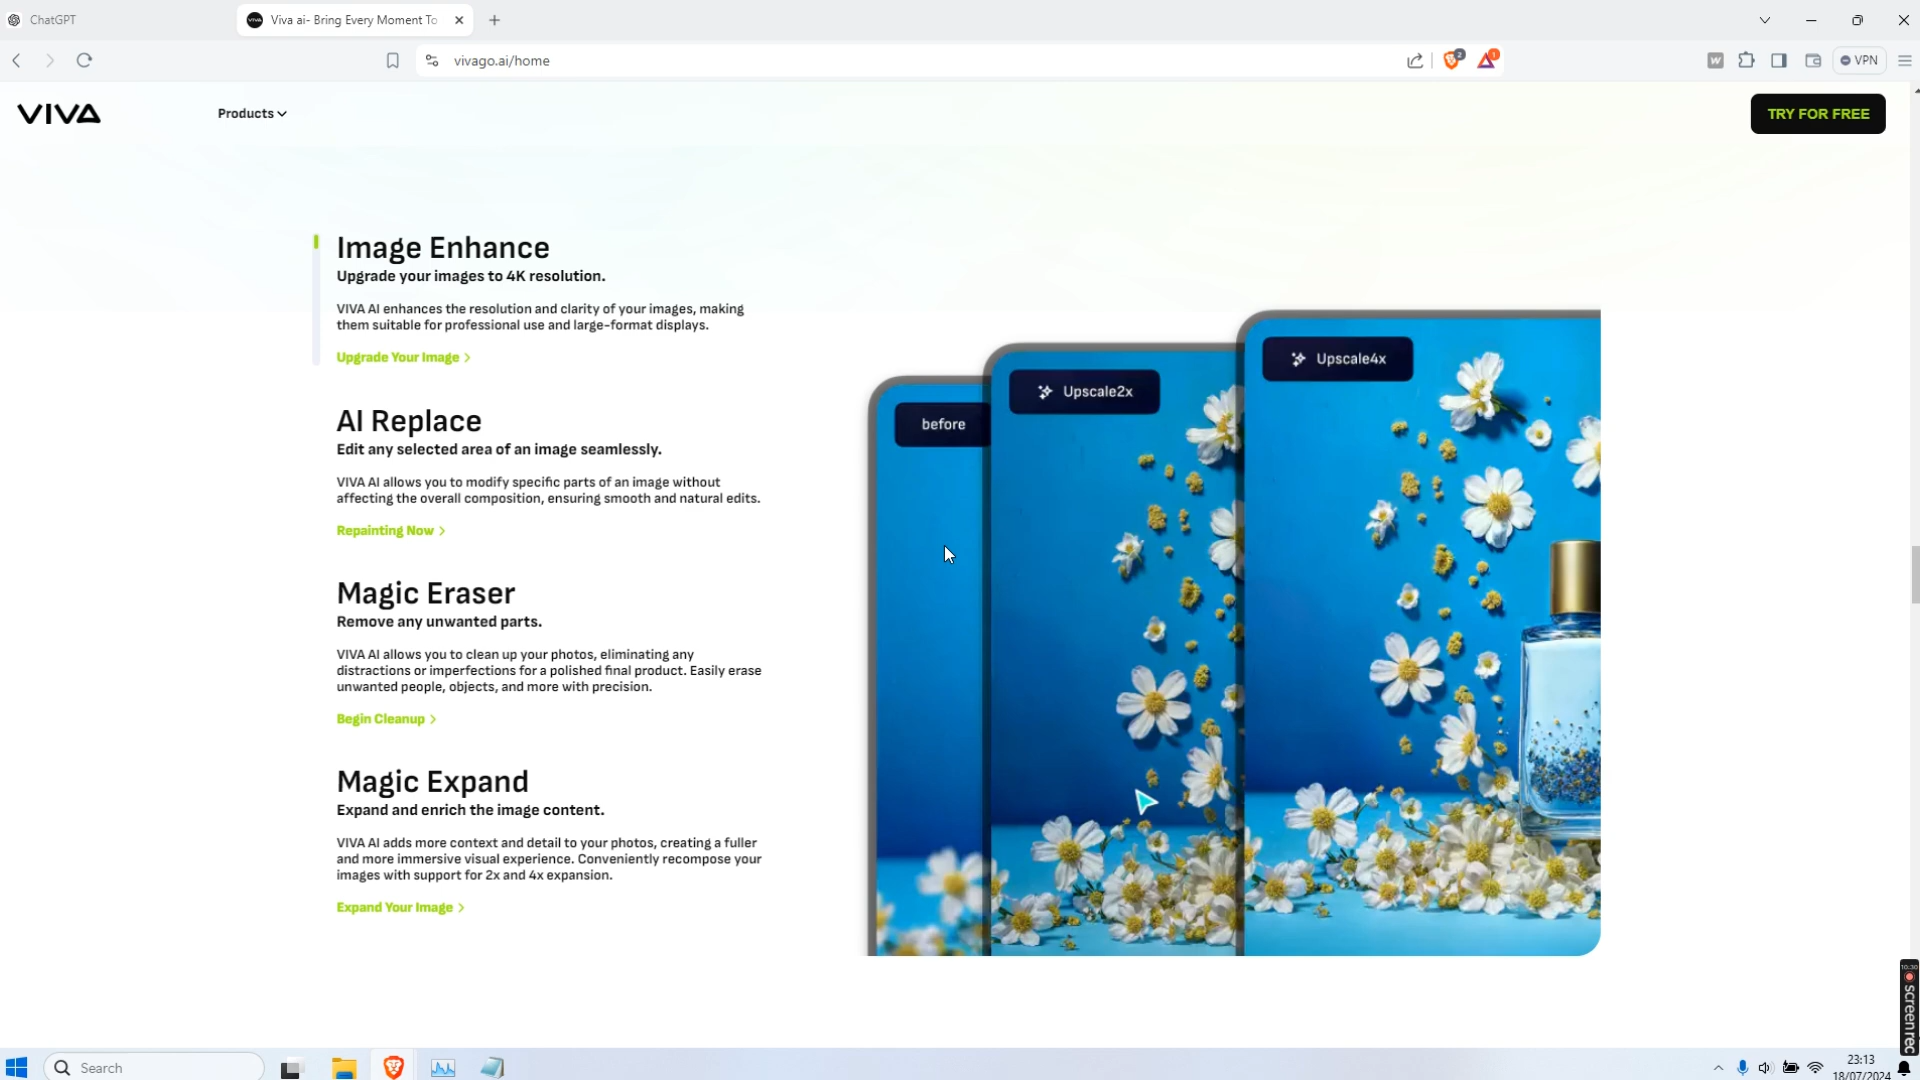 ChatGPT
Viva ai- Bring Every Moment To
vivago.ai/home
2
1
W
VPN
VIVA
Products
TRY FOR FREE
Image Enhance
Upgrade your images to 4K resolution.
VIVA AI enhances the resolution and clarity of your images, making
them suitable for professional use and large-format displays.
Upgrade Your Image >
AI Replace
Edit any selected area of an image seamlessly.
VIVA AI allows you to modify specific parts of an image without
affecting the overall composition, ensuring smooth and natural edits.
Repainting Now >
Magic Eraser
Remove any unwanted parts.
VIVA AI allows you to clean up your photos, eliminating any
distractions or imperfections for a polished final product. Easily erase
unwanted people, objects, and more with precision.
Begin Cleanup >
Magic Expand
Expand and enrich the image content.
VIVA AI adds more context and detail to your photos, creating a fuller
and more immersive visual experience. Conveniently recompose your
images with support for 2x and 4x expansion.
Expand Your Image >
before
Upscale2x
Upscale4x
10:30
screenrec
Search
23:13
18/07/2024